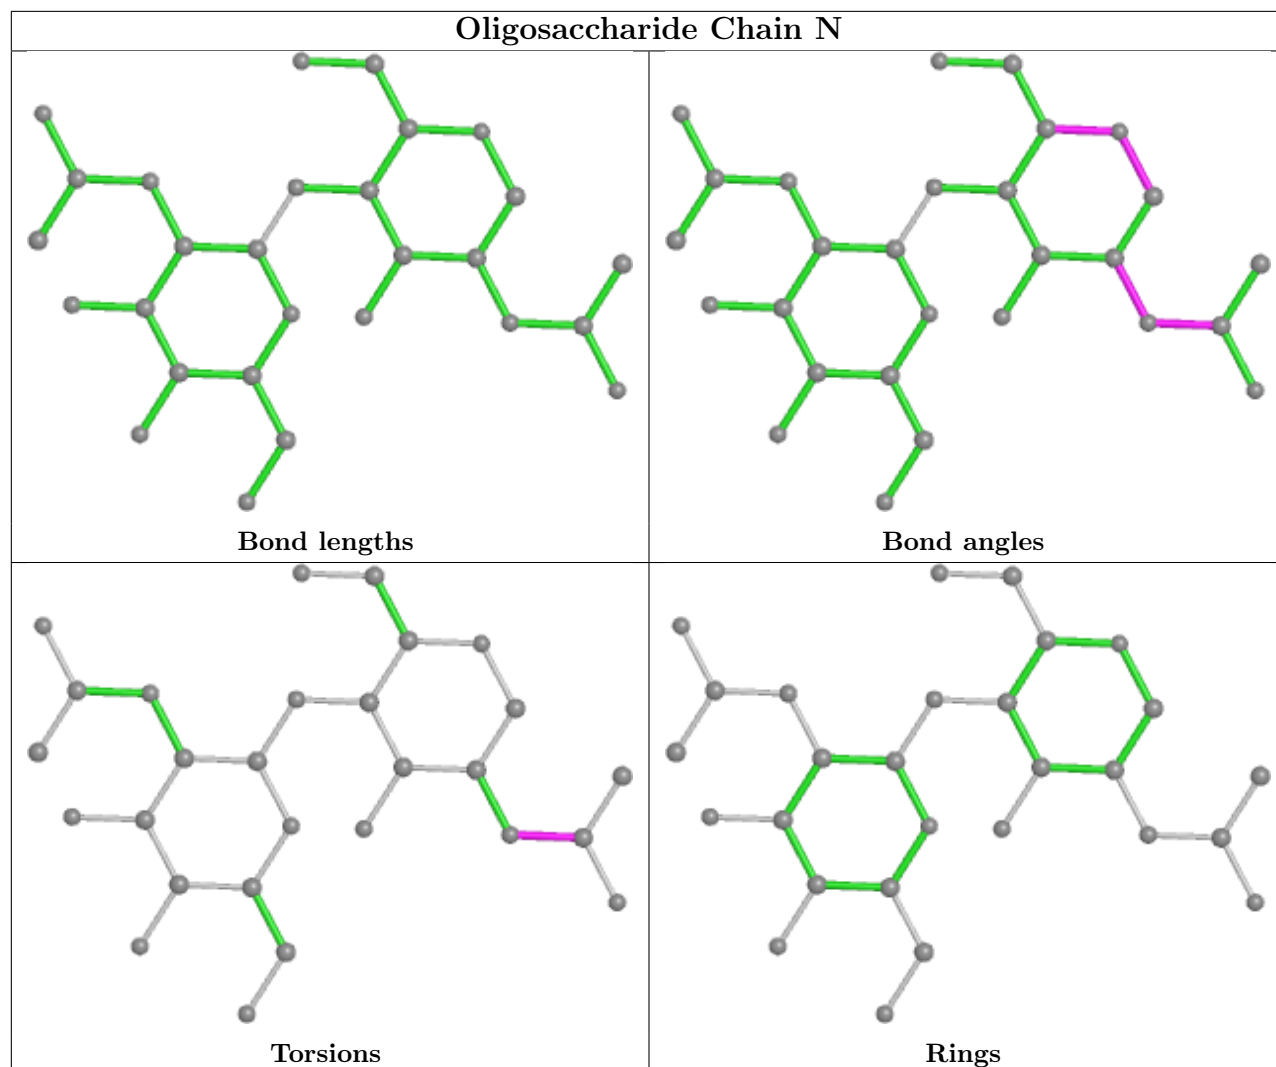 Oligosaccharide Chain N
Bond lengths
Bond angles
Torsions
Rings